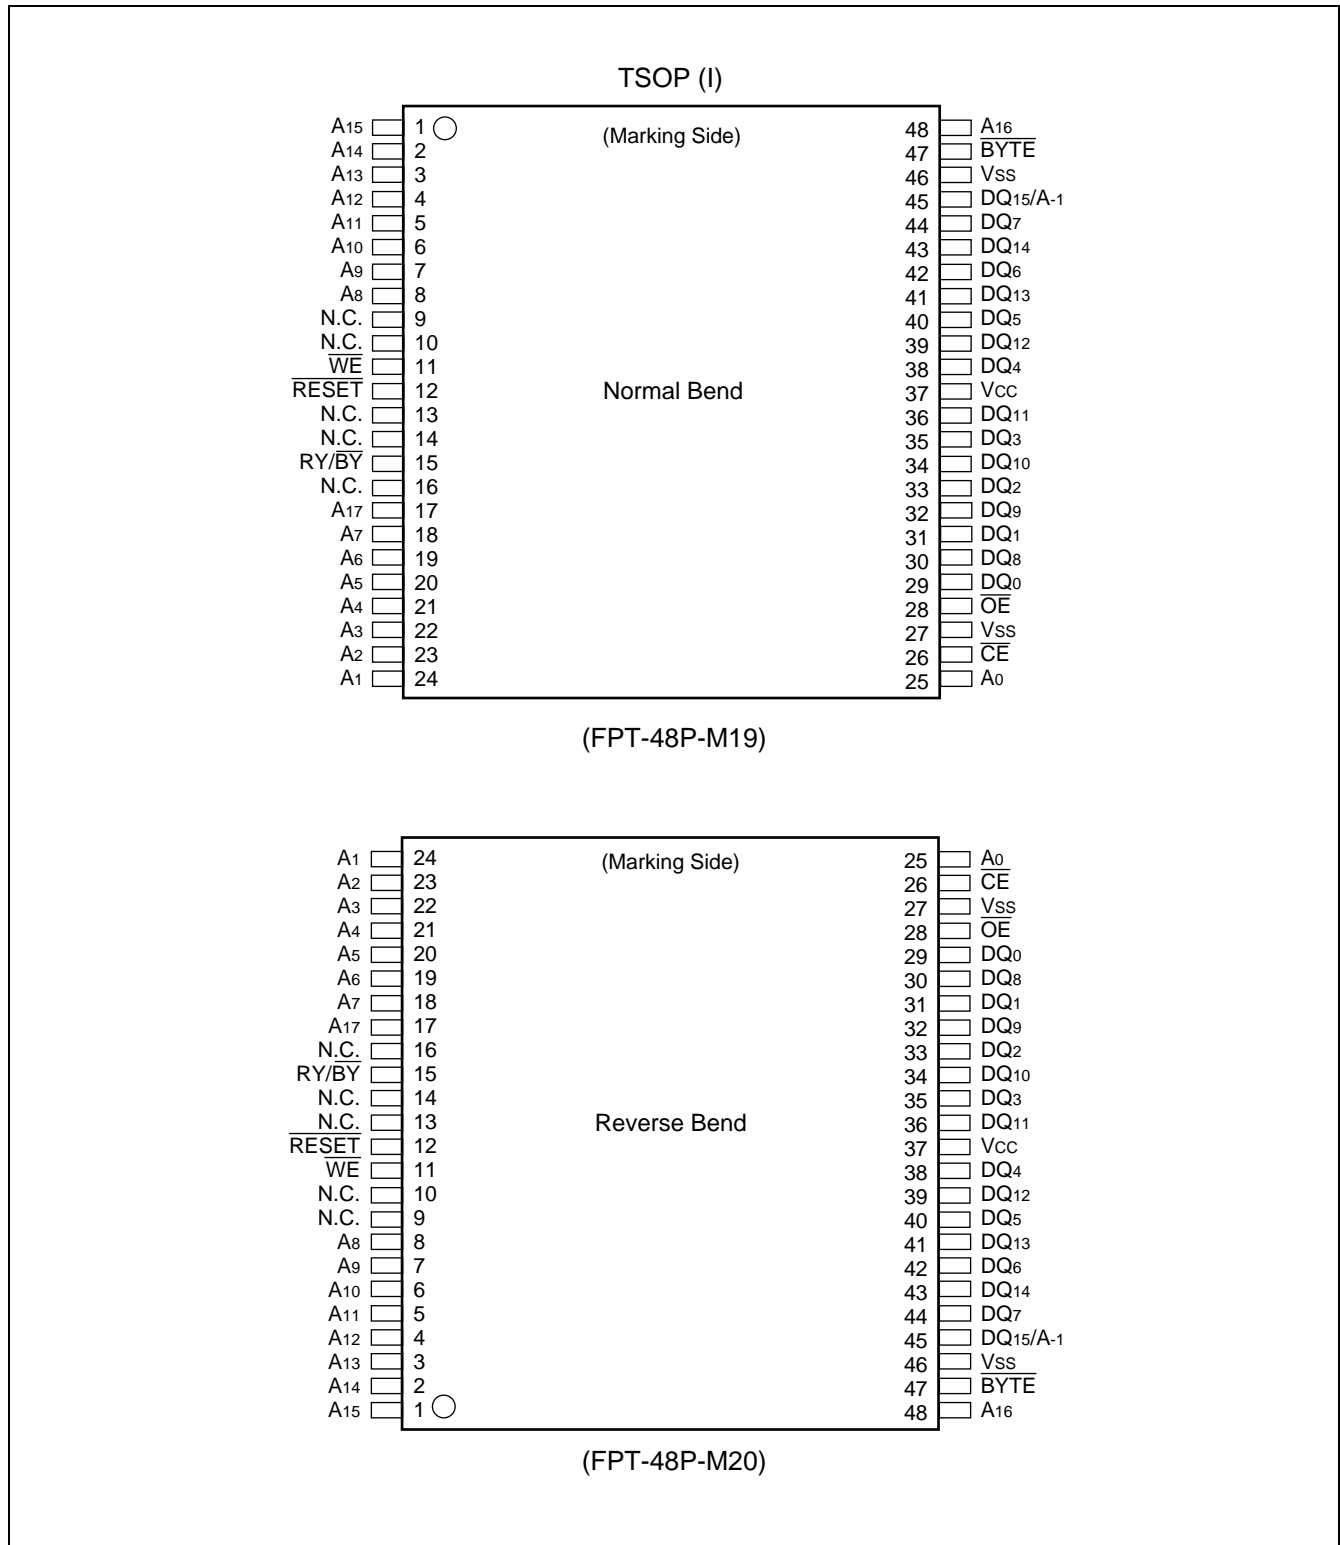 TSOP (I)
(Marking Side)
A15 1 48 A16
A14 2 47 BYTE
A13 3 46 VSS
A12 4 45 DQ15/A-1
A11 5 44 DQ7
A10 6 43 DQ14
A9 7 42 DQ6
A8 8 41 DQ13
N.C. 9 40 DQ5
N.C. 10 39 DQ12
WE 11 38 DQ4
RESET 12 Normal Bend 37 VCC
N.C. 13 36 DQ11
N.C. 14 35 DQ3
RY/BY 15 34 DQ10
N.C. 16 33 DQ2
A17 17 32 DQ9
A7 18 31 DQ1
A6 19 30 DQ8
A5 20 29 DQ0
A4 21 28 OE
A3 22 27 VSS
A2 23 26 CE
A1 24 25 A0
(FPT-48P-M19)
A1 24 (Marking Side) 25 A0
A2 23 26 CE
A3 22 27 VSS
A4 21 28 OE
A5 20 29 DQ0
A6 19 30 DQ8
A7 18 31 DQ1
A17 17 32 DQ9
N.C. 16 33 DQ2
RY/BY 15 34 DQ10
N.C. 14 35 DQ3
N.C. 13 Reverse Bend 36 DQ11
RESET 12 37 VCC
WE 11 38 DQ4
N.C. 10 39 DQ12
N.C. 9 40 DQ5
A8 8 41 DQ13
A9 7 42 DQ6
A10 6 43 DQ14
A11 5 44 DQ7
A12 4 45 DQ15/A-1
A13 3 46 VSS
A14 2 47 BYTE
A15 1 48 A16
(FPT-48P-M20)